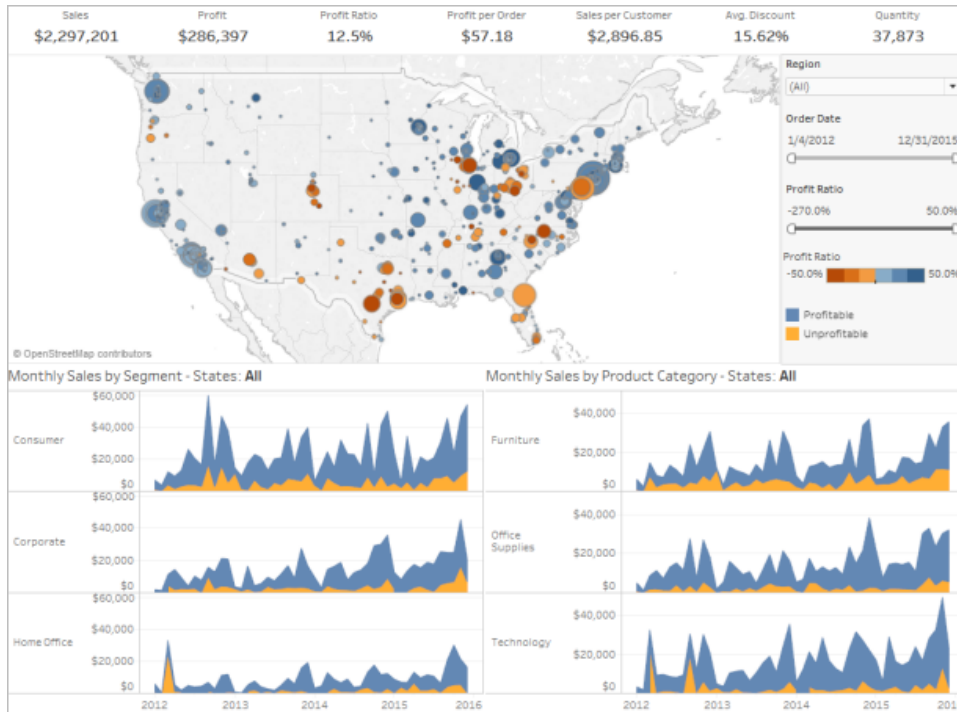 Sales Profit Profit Ratio Profit per Order Sales per Customer Avg. Discount Quantity
$2,297,201 $286,397 12.5% $57.18 $2,896.85 15.62% 37,873
Region
(All)
Order Date
1/4/2012 12/31/2015
Profit Ratio
-270.0% 50.0%
Profit Ratio
-50.0% 50.0%
Profitable
Unprofitable
© OpenStreetMap contributors
Monthly Sales by Segment - States: All
$60,000
$40,000
Consumer
$20,000
$0
$60,000
$40,000
Corporate
$20,000
$0
$60,000
$40,000
Home Office
$20,000
$0
2012 2013 2014 2015 2016
Monthly Sales by Product Category - States: All
$40,000
Furniture
$20,000
$0
$40,000
Office
Supplies
$20,000
$0
$40,000
Technology
$20,000
$0
2012 2013 2014 2015